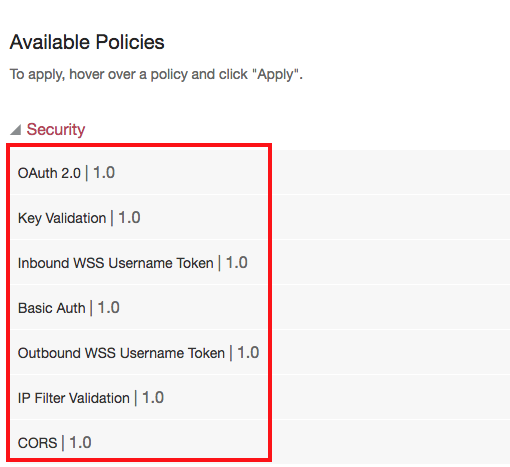 Available Policies
To apply, hover over a policy and click "Apply".
Security
OAuth 2.0 | 1.0
Key Validation | 1.0
Inbound WSS Username Token | 1.0
Basic Auth | 1.0
Outbound WSS Username Token | 1.0
IP Filter Validation | 1.0
CORS | 1.0